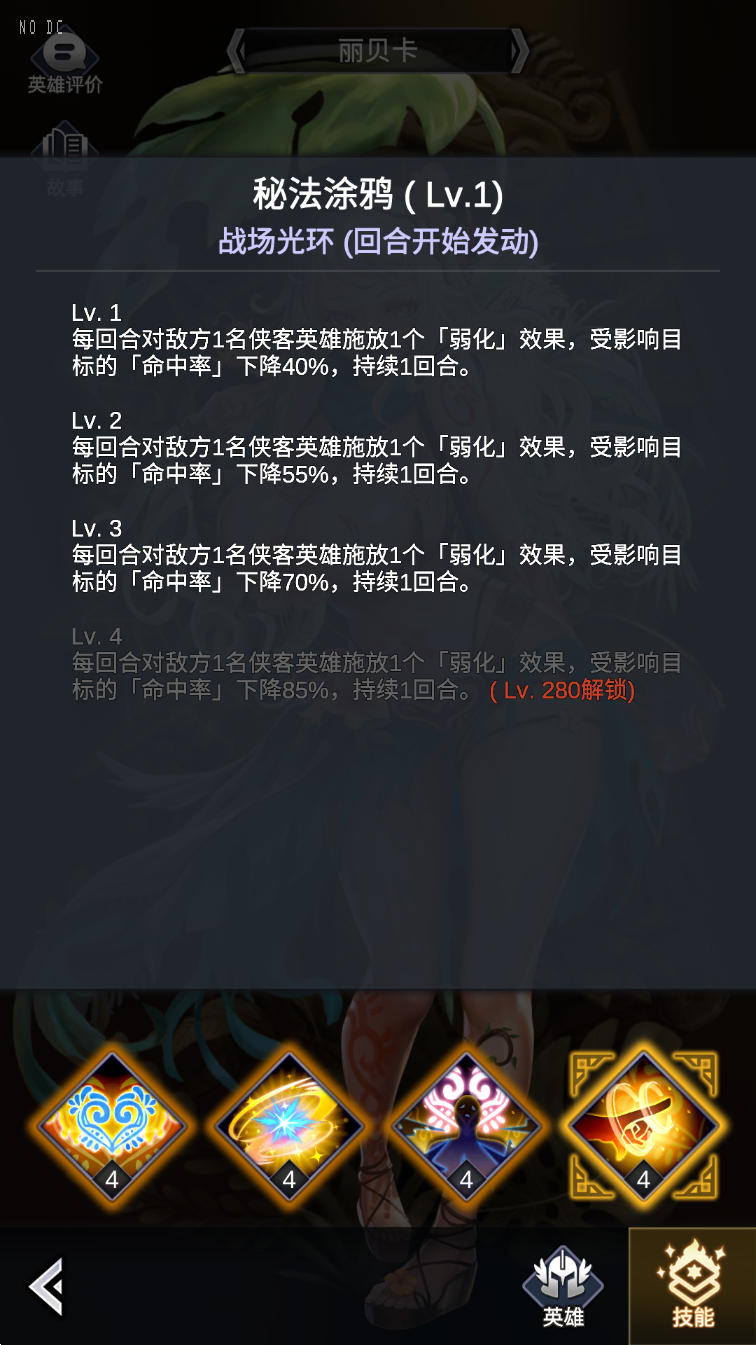 NO DC
丽贝卡
英雄评价
故事
秘法涂鸦 ( Lv.1)
战场光环 (回合开始发动)
Lv. 1
每回合对敌方1名侠客英雄施放1个「弱化」效果，受影响目
标的「命中率」下降40%，持续1回合。
Lv. 2
每回合对敌方1名侠客英雄施放1个「弱化」效果，受影响目
标的「命中率」下降55%，持续1回合。
Lv. 3
每回合对敌方1名侠客英雄施放1个「弱化」效果，受影响目
标的「命中率」下降70%，持续1回合。
Lv. 4
每回合对敌方1名侠客英雄施放1个「弱化」效果，受影响目
标的「命中率」下降85%，持续1回合。 ( Lv. 280解锁)
4
4
4
4
英雄
技能